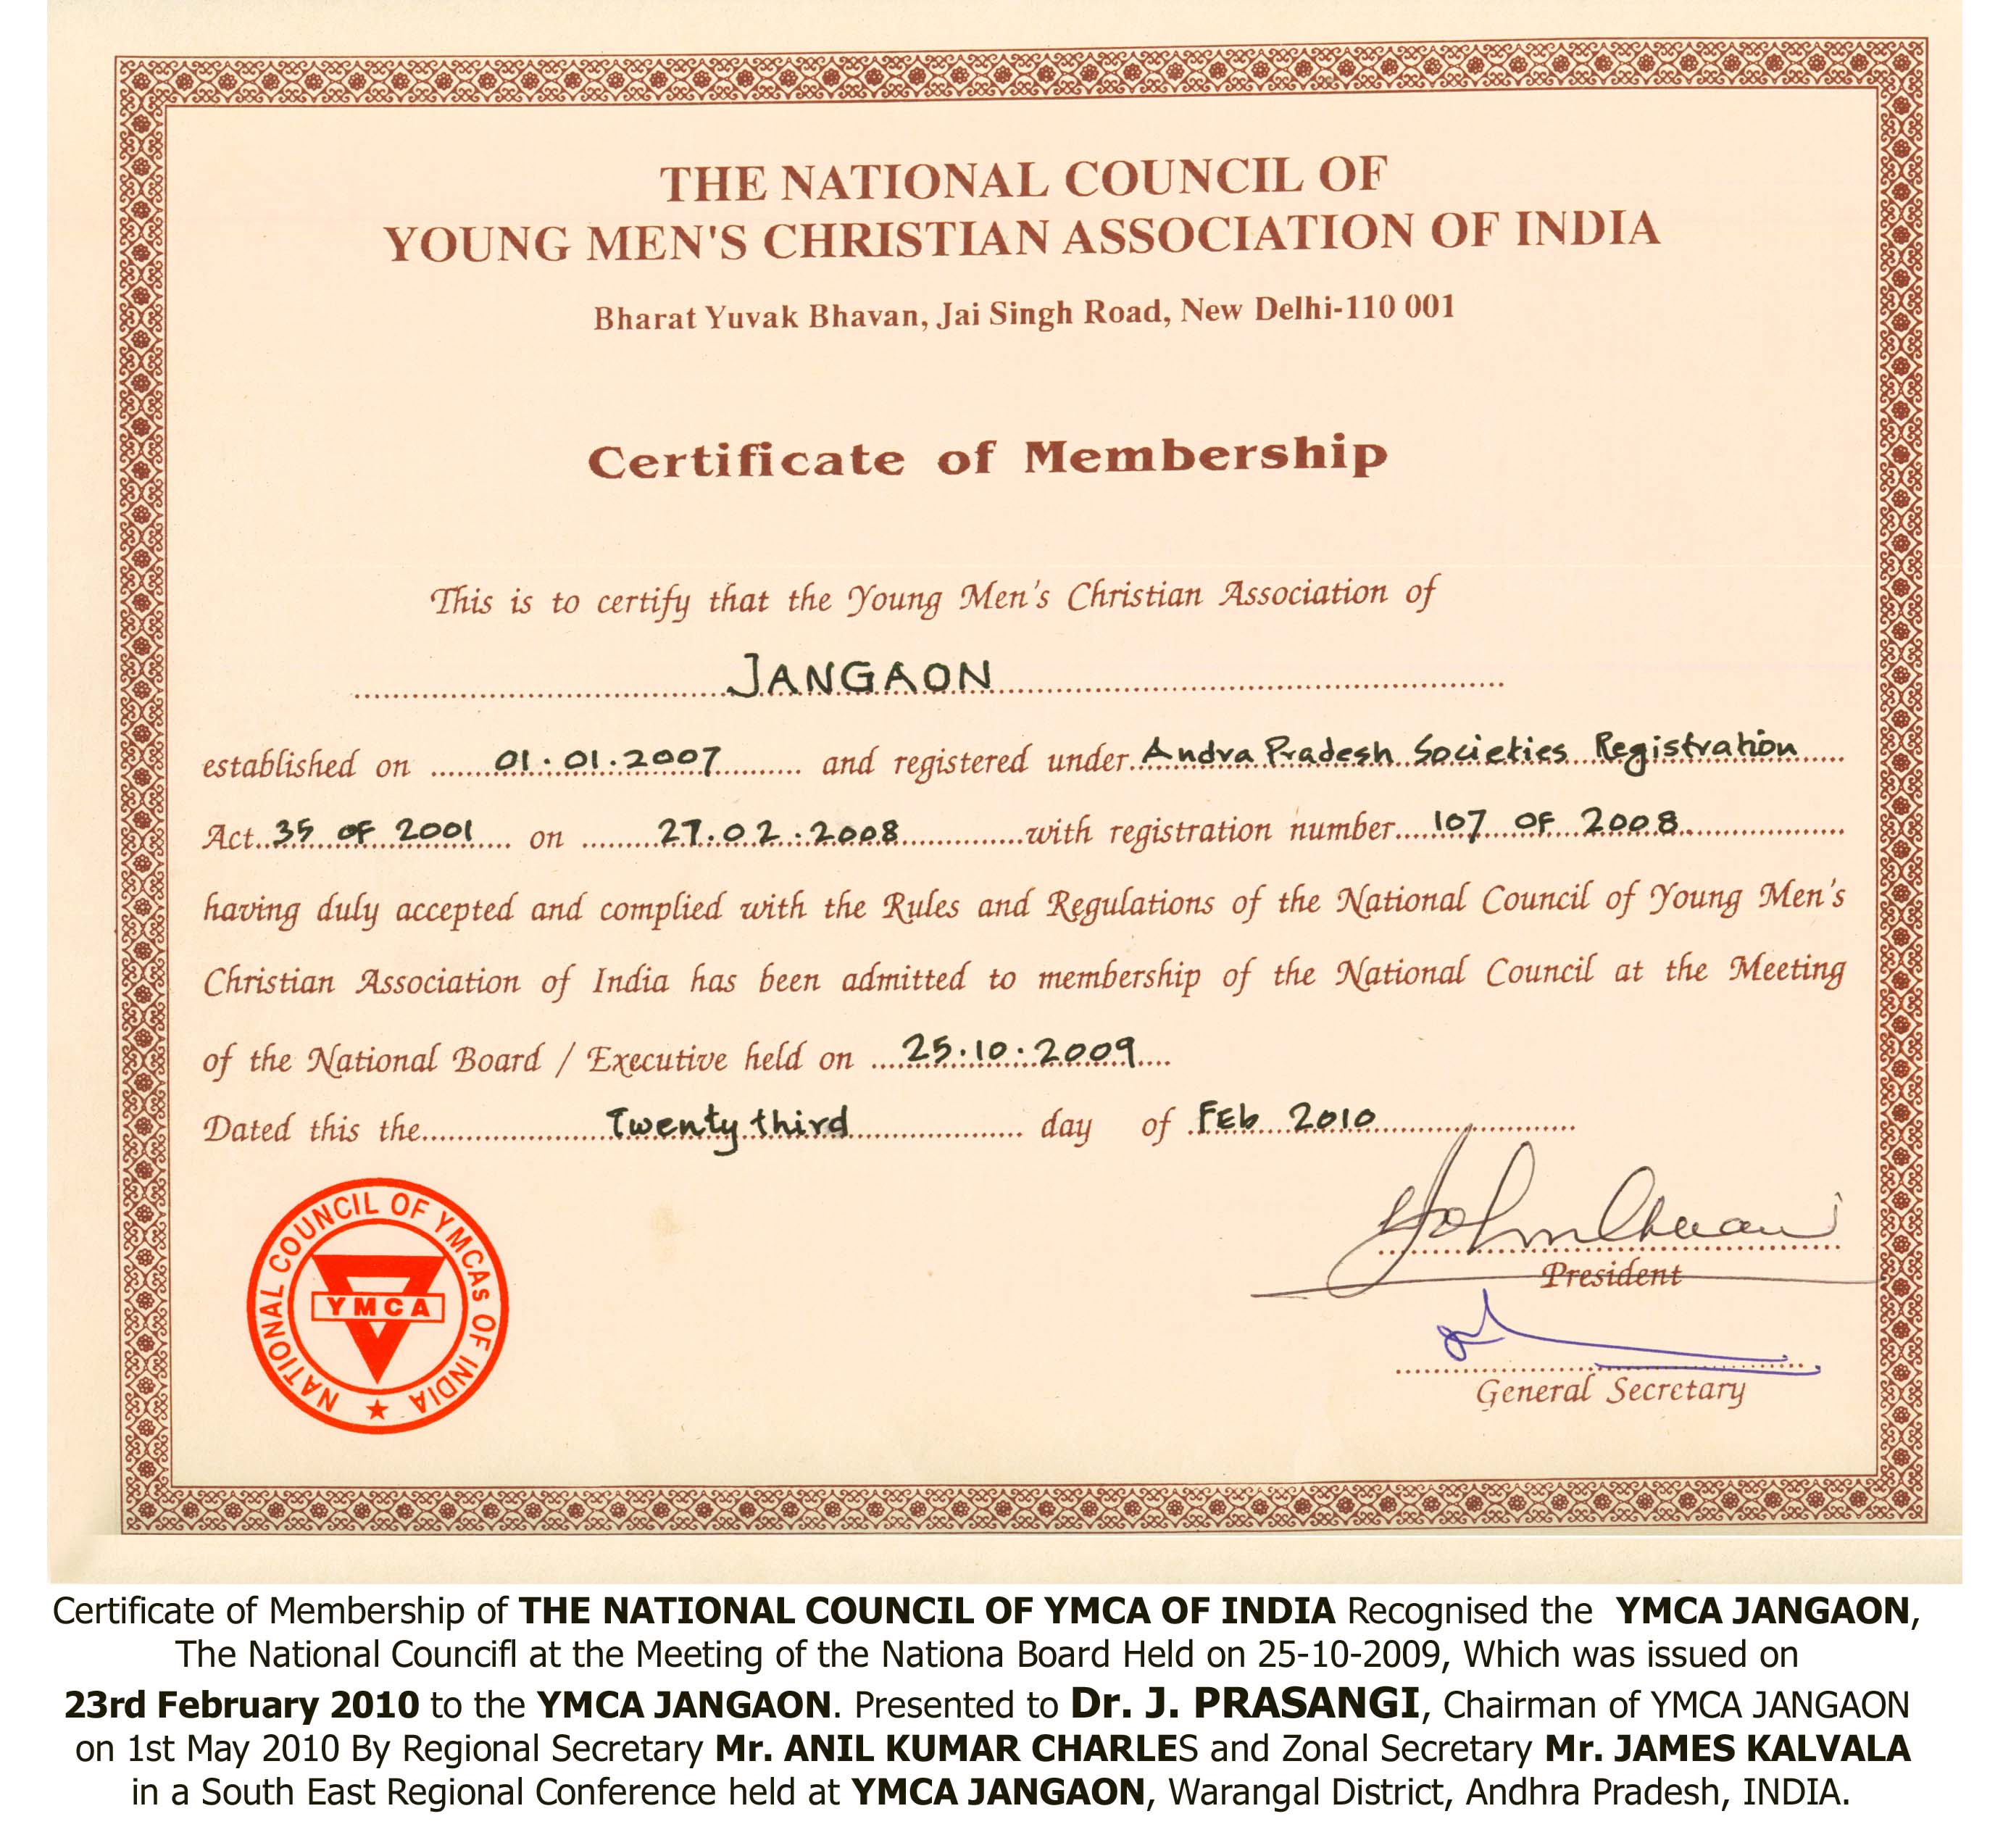 THE NATIONAL COUNCIL OF
YOUNG MEN'S CHRISTIAN ASSOCIATION OF INDIA
Bharat Yuvak Bhavan, Jai Singh Road, New Delhi-110 001
Certificate of Membership
This is to certify that the Young Men's Christian Association of
JANGAON
established on 01.01.2007 and registered under Andra Pradesh Societies Registration
Act 35 OF 2001 on 27.02.2008 with registration number 107 OF 2008
having duly accepted and complied with the Rules and Regulations of the National Council of Young Men's
Christian Association of India has been admitted to membership of the National Council at the Meeting
of the National Board / Executive held on 25.10.2009
Dated this the Twenty third day of FEb 2010
NATIONAL COUNCIL OF YMCAs OF INDIA
YMCA
President
General Secretary
Certificate of Membership of THE NATIONAL COUNCIL OF YMCA OF INDIA Recognised the YMCA JANGAON,
The National Councifl at the Meeting of the Nationa Board Held on 25-10-2009, Which was issued on
23rd February 2010 to the YMCA JANGAON. Presented to Dr. J. PRASANGI, Chairman of YMCA JANGAON
on 1st May 2010 By Regional Secretary Mr. ANIL KUMAR CHARLES and Zonal Secretary Mr. JAMES KALVALA
in a South East Regional Conference held at YMCA JANGAON, Warangal District, Andhra Pradesh, INDIA.